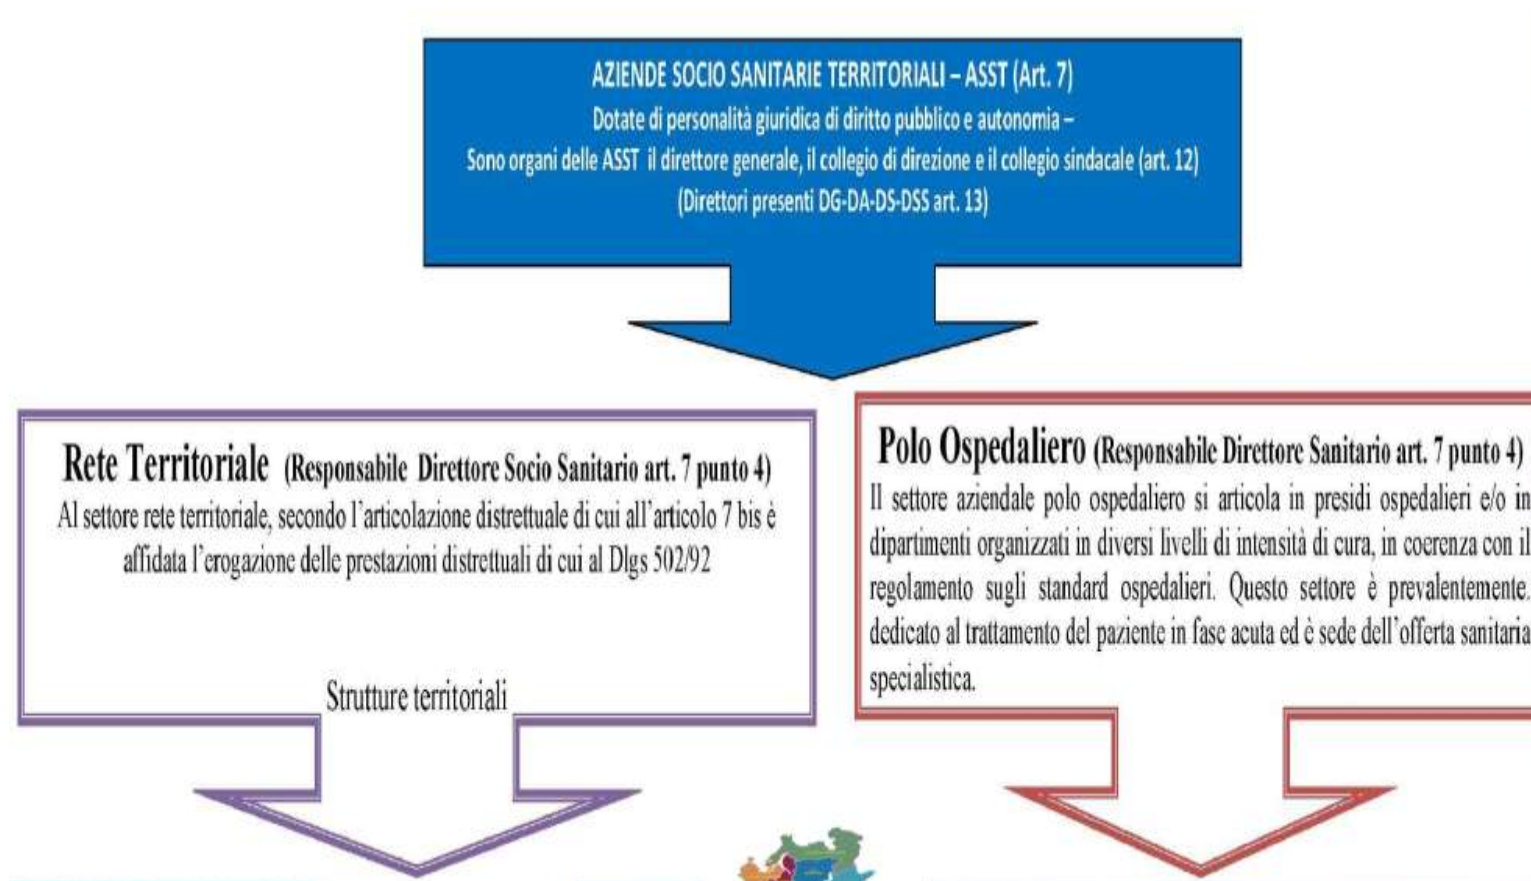 AZIENDE SOCIO SANITARIE TERRITORIALI – ASST (Art. 7)
Dotate di personalità giuridica di diritto pubblico e autonomia –
Sono organi delle ASST il direttore generale, il collegio di direzione e il collegio sindacale (art. 12)
(Direttori presenti DG-DA-DS-DSS art. 13)
Rete Territoriale (Responsabile Direttore Socio Sanitario art. 7 punto 4)
Al settore rete territoriale, secondo l'articolazione distrettuale di cui all'articolo 7 bis è
affidata l'erogazione delle prestazioni distrettuali di cui al Dlgs 502/92
Strutture territoriali
Polo Ospedaliero (Responsabile Direttore Sanitario art. 7 punto 4)
Il settore aziendale polo ospedaliero si articola in presidi ospedalieri e/o in
dipartimenti organizzati in diversi livelli di intensità di cura, in coerenza con il
regolamento sugli standard ospedalieri. Questo settore è prevalentemente.
dedicato al trattamento del paziente in fase acuta ed è sede dell'offerta sanitaria
specialistica.